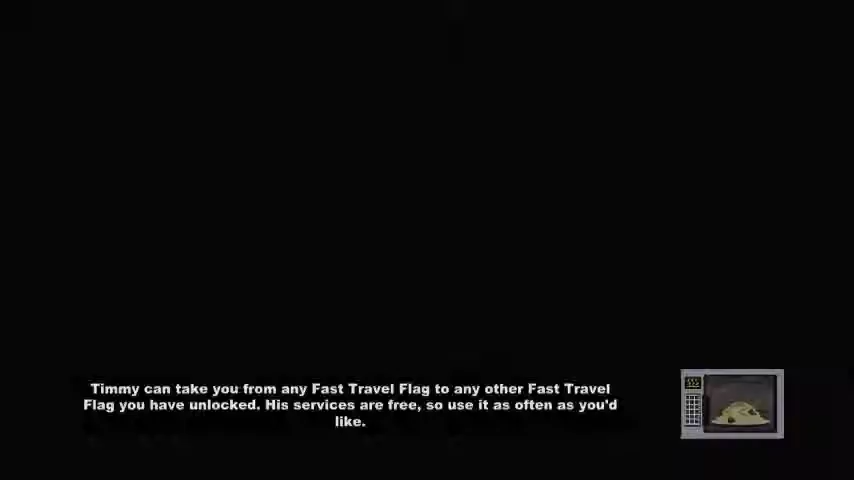 Timmy can take you from any Fast Travel Flag to any other Fast Travel
Flag you have unlocked. His services are free, so use it as often as you'd
like.